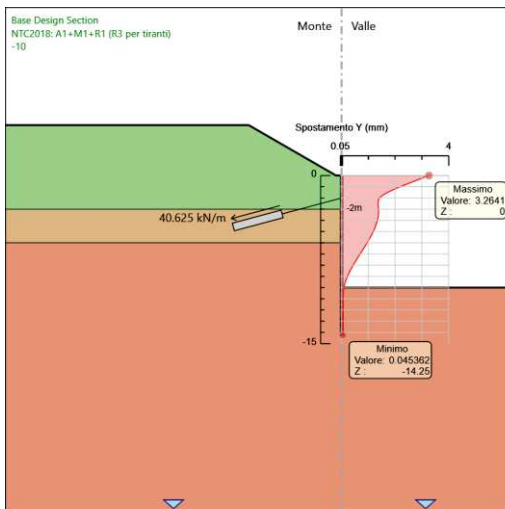 Base Design Section
NTC2018: A1+M1+R1 (R3 per tiranti)
-10
Monte
Valle
Spostamento Y (mm)
0.05
4
0
-2m
Massimo
Valore: 3.2641
Z : 0
40.625 kN/m
-15
Minimo
Valore: 0.045362
Z : -14.25